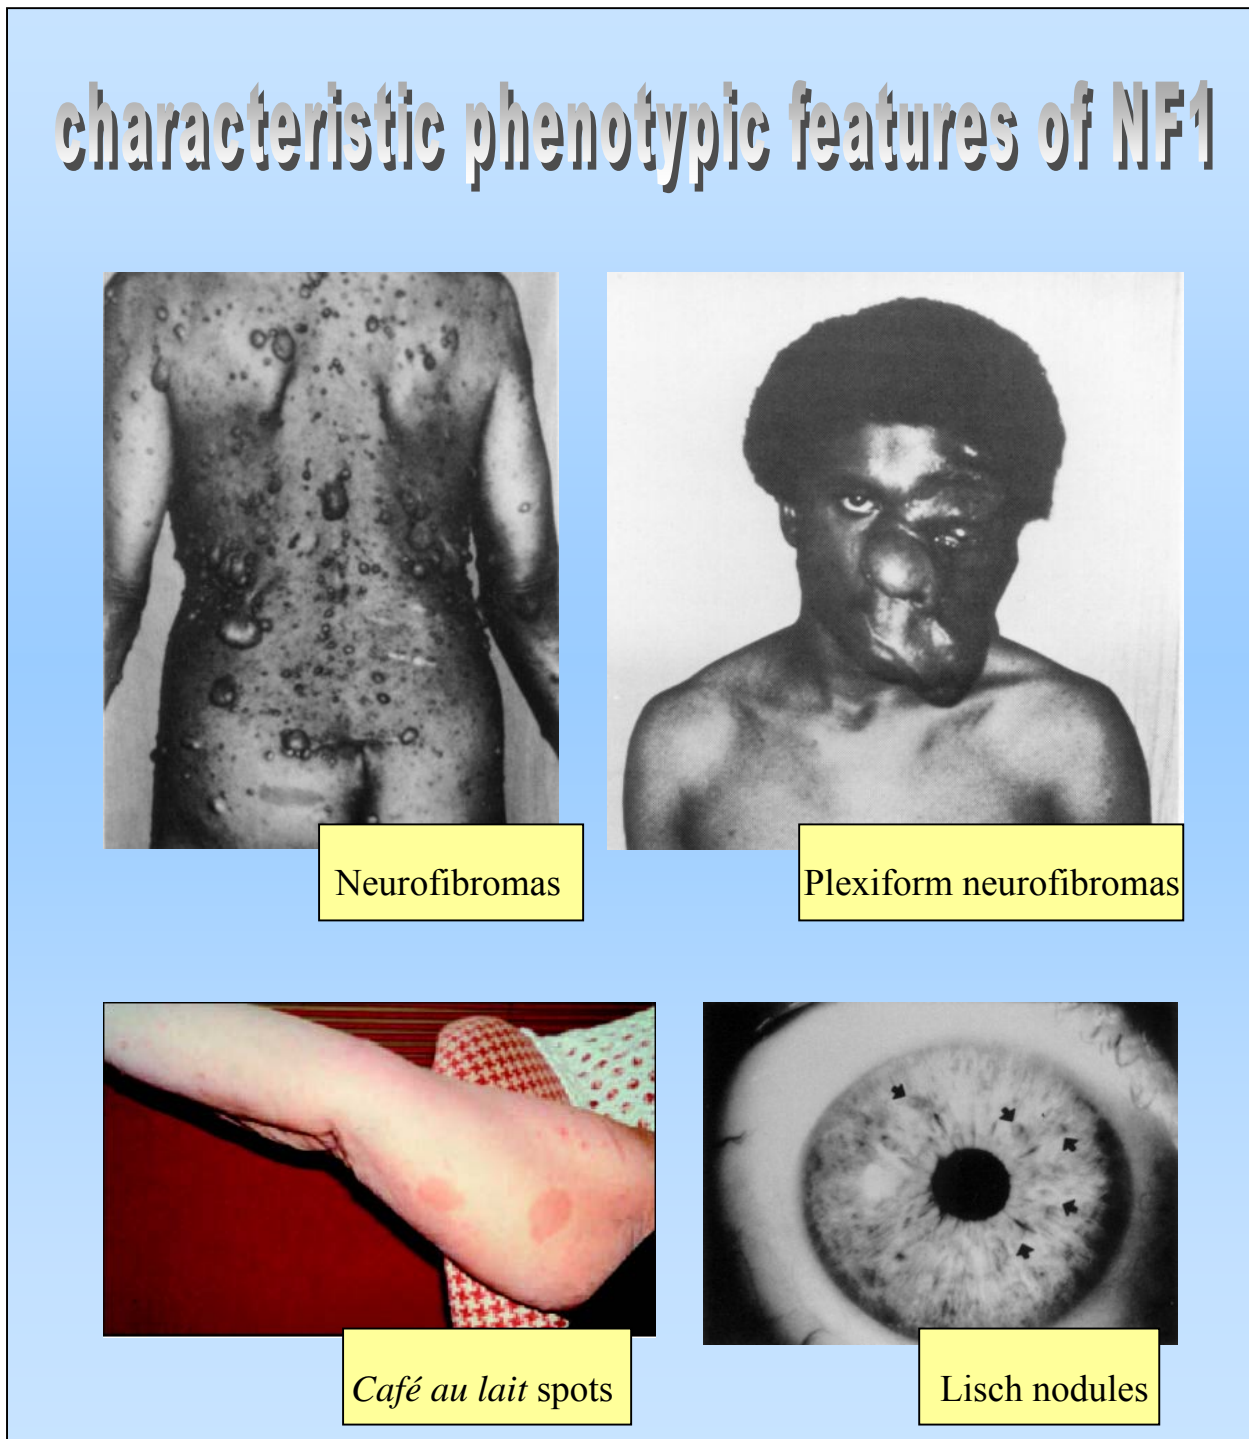 characteristic phenotypic features of NF1
Neurofibromas
Plexiform neurofibromas
Café au lait spots
Lisch nodules